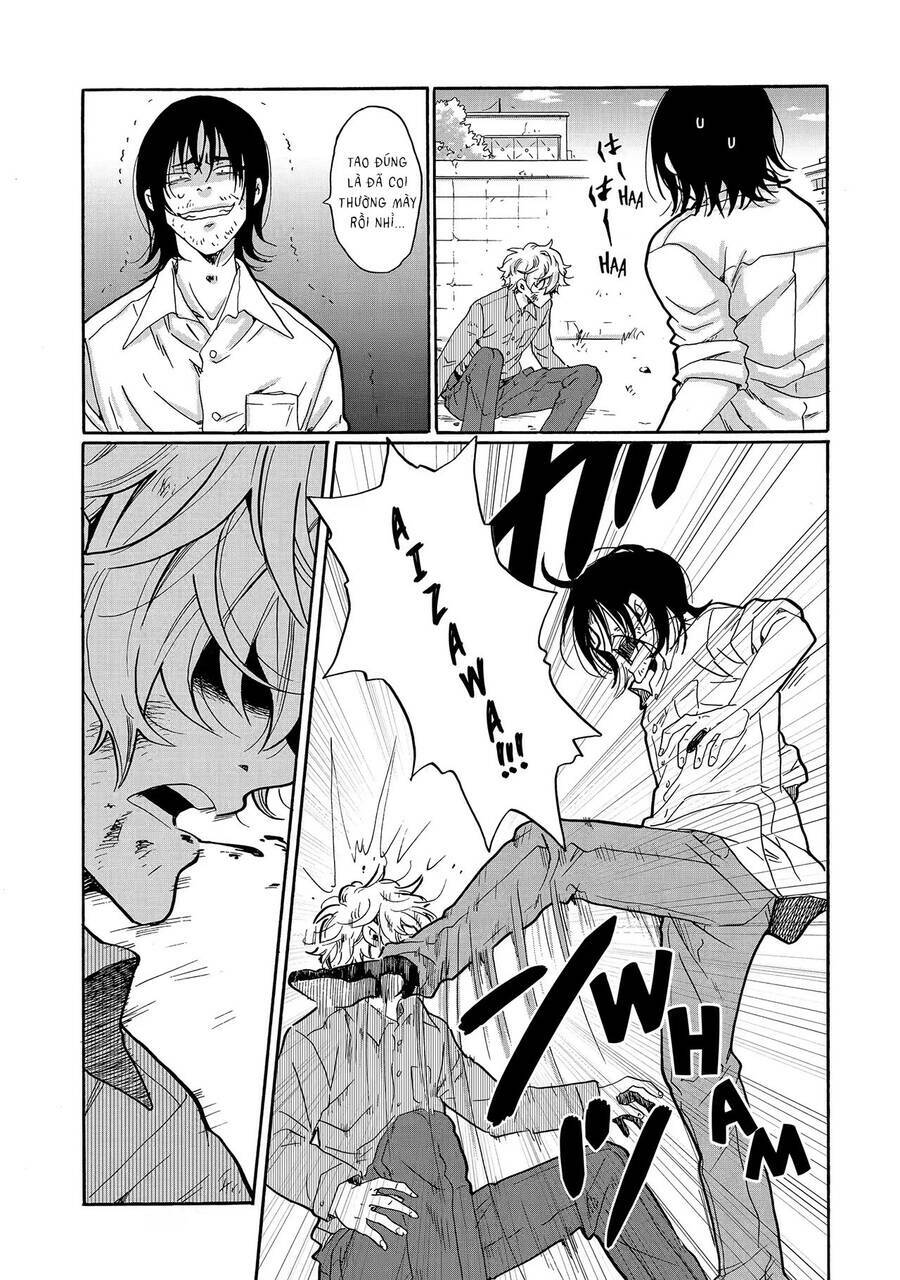 はー
HAA
はー
HAA
TAO ĐÚNG
LÀ ĐÃ COI
THƯỜNG MÀY
RỒI NHỈ...
AIZAWA!!!
WHAM